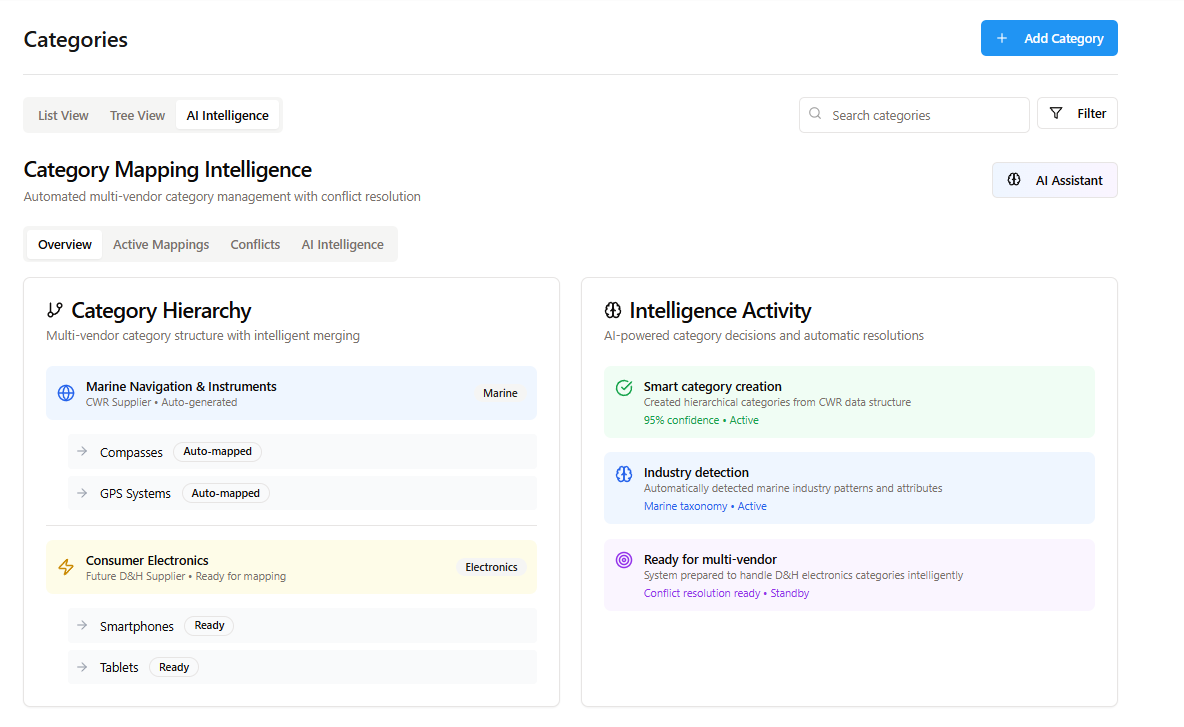 Categories
Add Category
List View
Tree View
AI Intelligence
Search categories
Filter
Category Mapping Intelligence
Automated multi-vendor category management with conflict resolution
AI Assistant
Overview
Active Mappings
Conflicts
AI Intelligence
Category Hierarchy
Multi-vendor category structure with intelligent merging
Marine Navigation & Instruments
CWR Supplier • Auto-generated
Marine
Compasses
Auto-mapped
GPS Systems
Auto-mapped
Consumer Electronics
Future D&H Supplier • Ready for mapping
Electronics
Smartphones
Ready
Tablets
Ready
Intelligence Activity
AI-powered category decisions and automatic resolutions
Smart category creation
Created hierarchical categories from CWR data structure
95% confidence • Active
Industry detection
Automatically detected marine industry patterns and attributes
Marine taxonomy • Active
Ready for multi-vendor
System prepared to handle D&H electronics categories intelligently
Conflict resolution ready • Standby